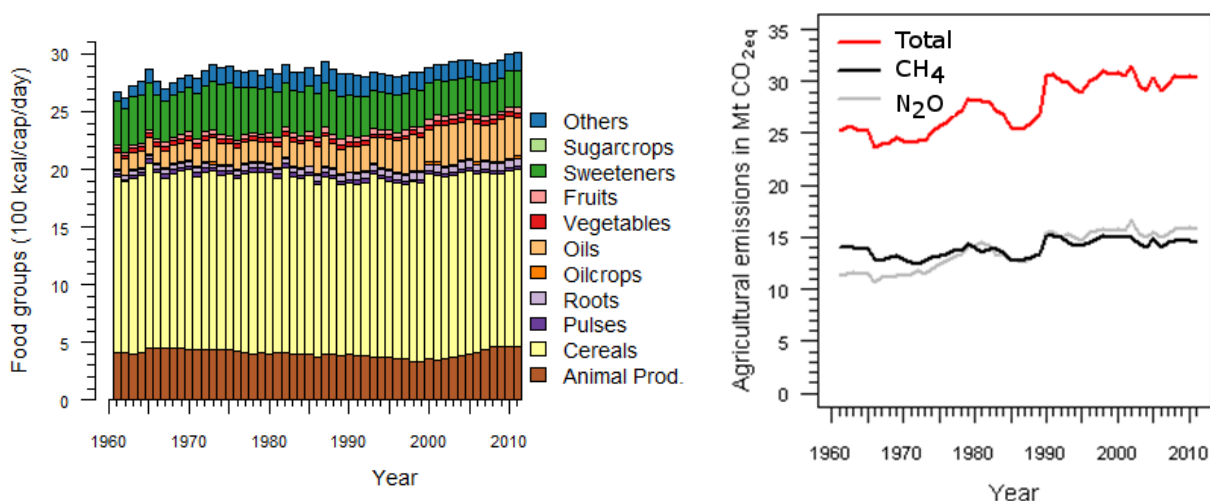 Food groups (100 kcal/cap/day)
30
25
20
15
10
5
0
1960 1970 1980 1990 2000 2010
Year
Others
Sugarcrops
Sweeteners
Fruits
Vegetables
Oils
Oilcrops
Roots
Pulses
Cereals
Animal Prod.
Agricultural emissions in Mt CO2eq
35
30
25
20
15
10
5
0
Total
CH4
N2O
1960 1970 1980 1990 2000 2010
Year